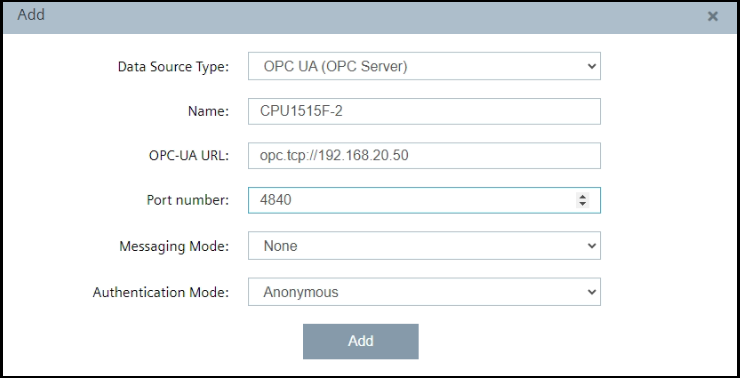 Add
Data Source Type: OPC UA (OPC Server)
Name: CPU1515F-2
OPC-UA URL: opc.tcp://192.168.20.50
Port number: 4840
Messaging Mode: None
Authentication Mode: Anonymous
Add